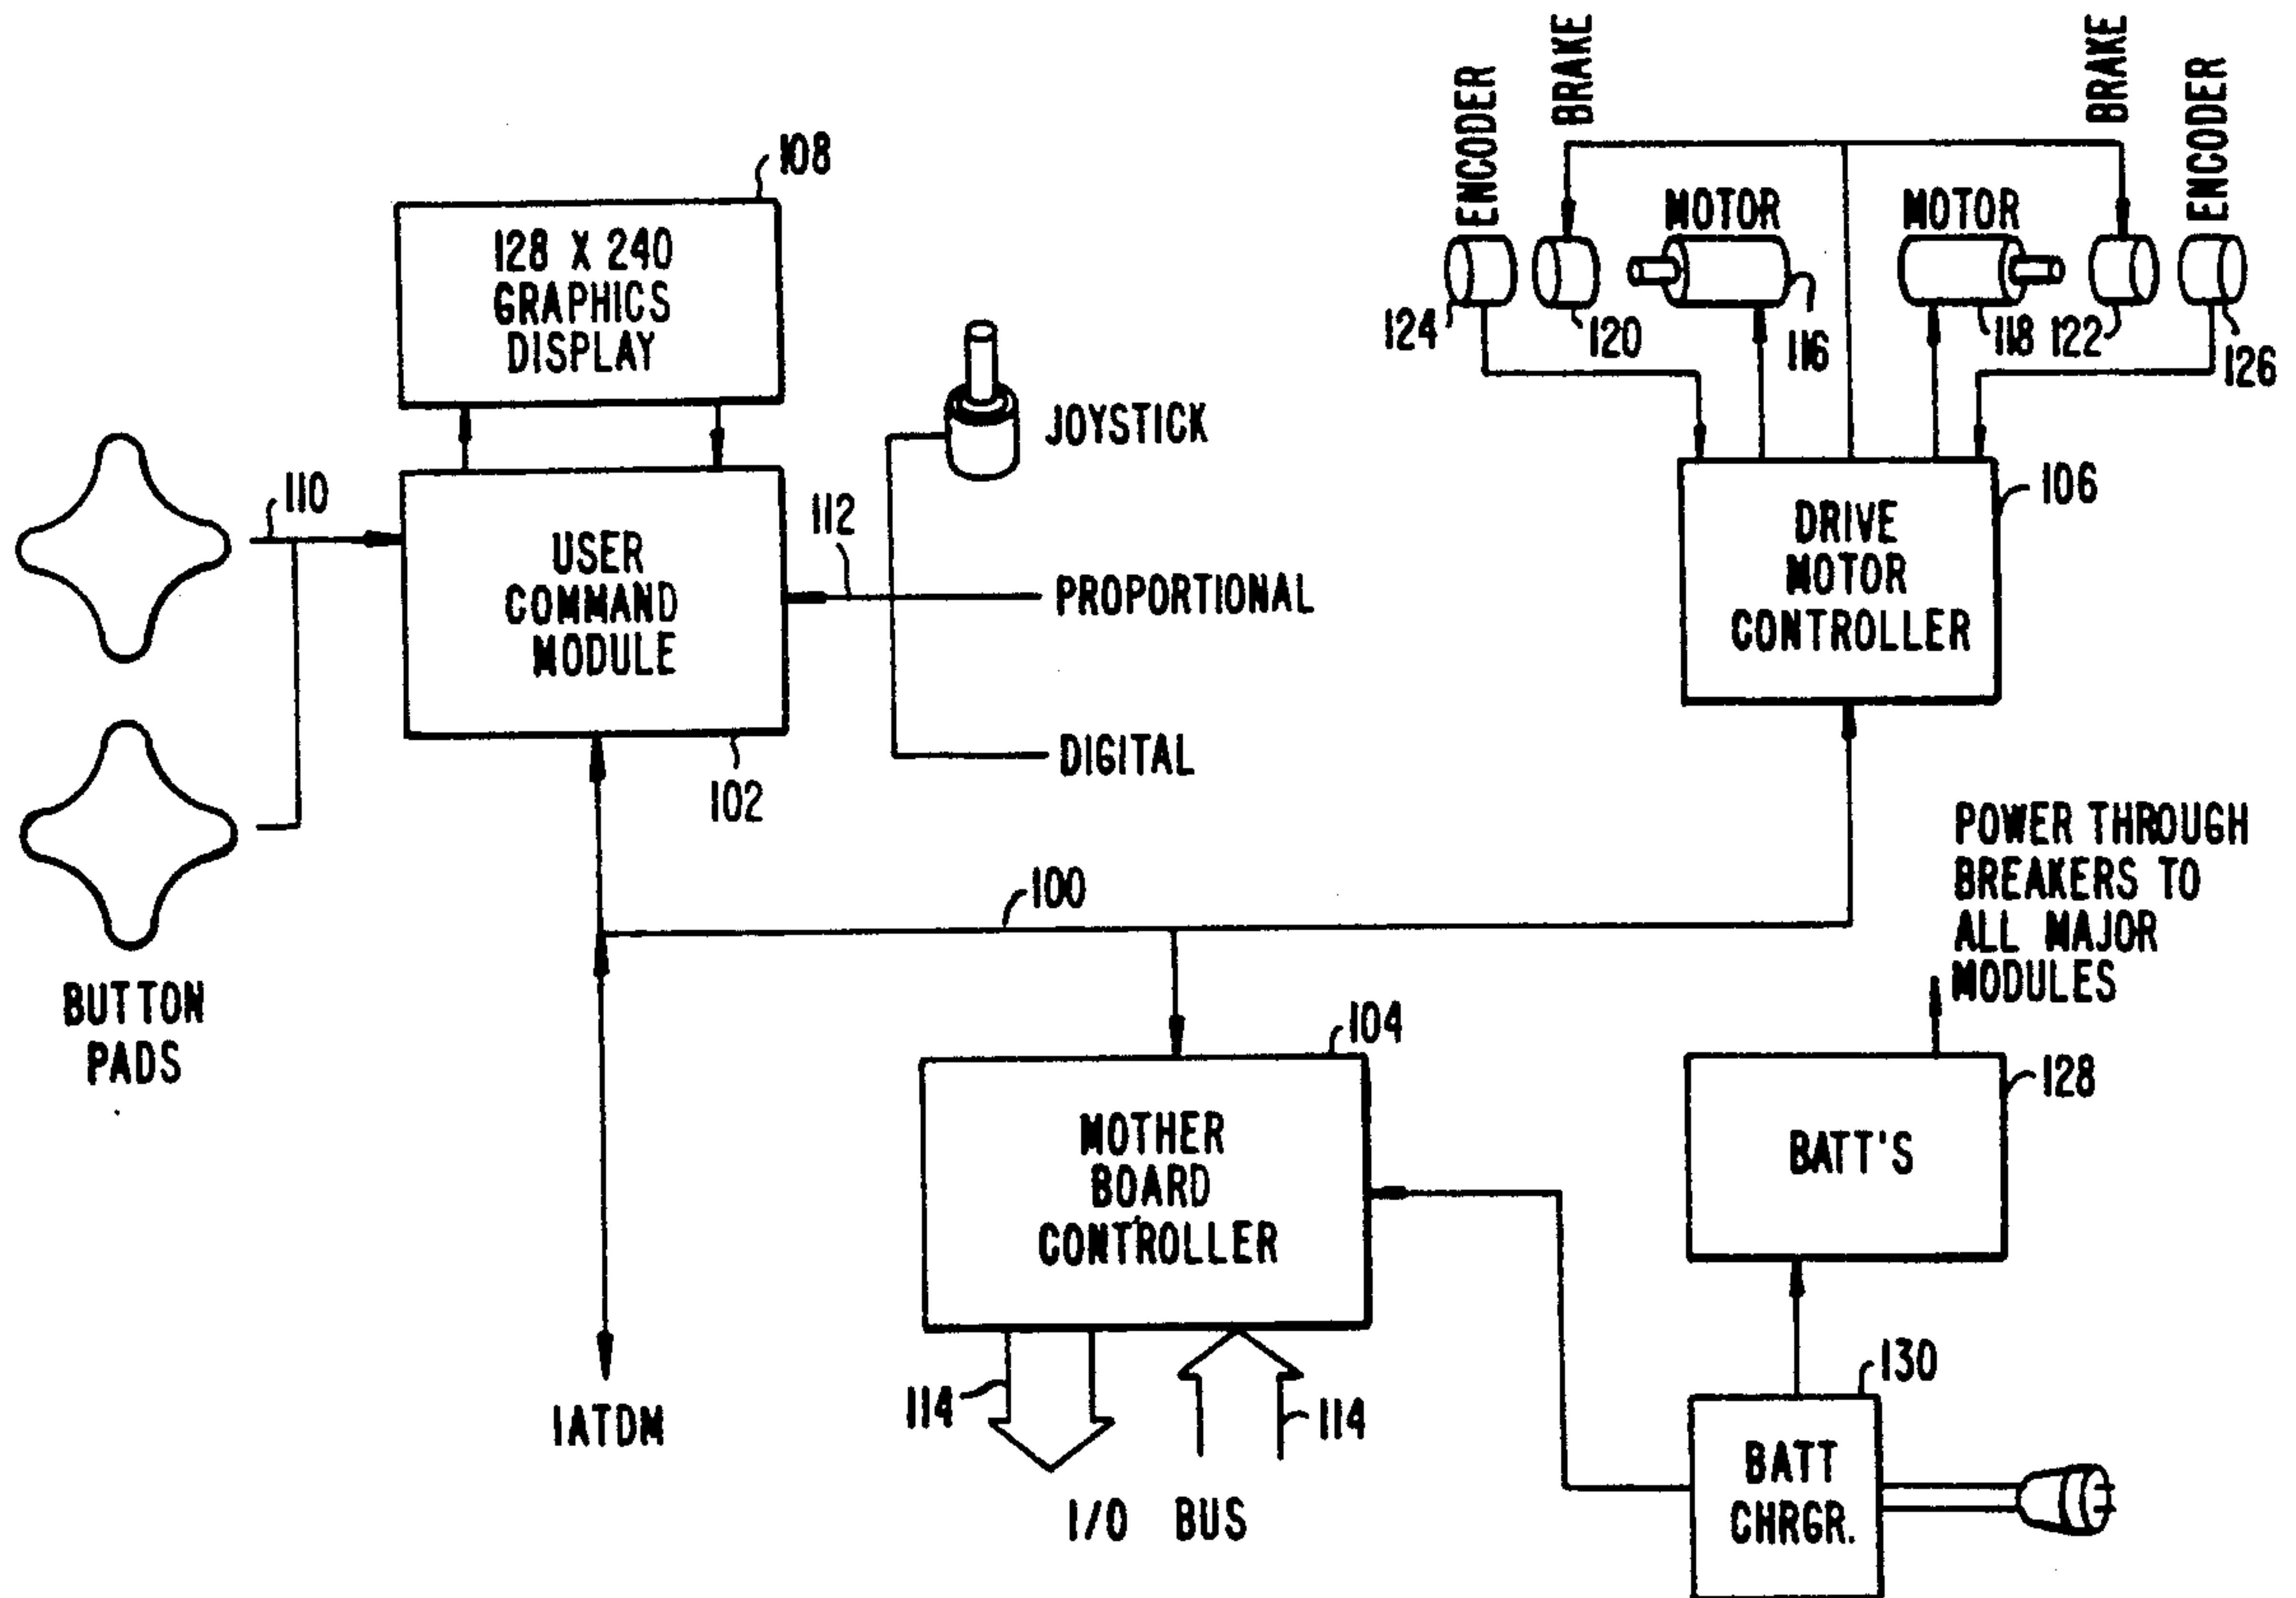 BRAKE
BRAKE
ENCODER
ENCODER
108
128 X 240
GRAPHICS
DISPLAY
MOTOR
MOTOR
124
120
116
118
122
126
JOYSTICK
110
112
106
USER
COMMAND
MODULE
PROPORTIONAL
DRIVE
MOTOR
CONTROLLER
DIGITAL
102
POWER THROUGH
BREAKERS TO
ALL MAJOR
MODULES
100
BUTTON
PADS
104
128
MOTHER
BOARD
CONTROLLER
BATT'S
130
114
114
IATDM
BATT
CHRGR.
I/O BUS